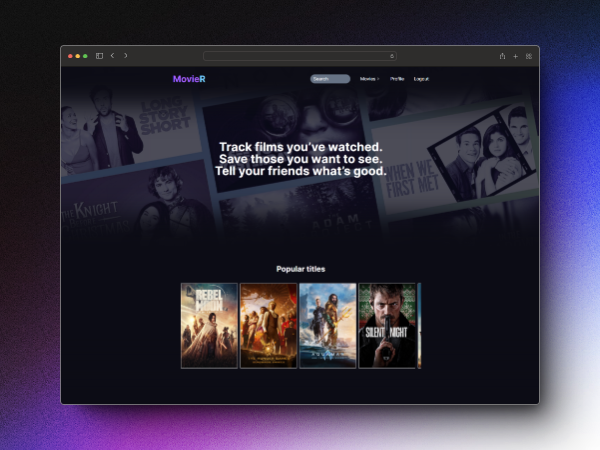 MovieR
Search
Movies
Profile
Logout
LONG
STORY
SHORT
Track films you've watched.
Save those you want to see.
Tell your friends what's good.
WHEN WE
FIRST MET
THE KNIGHT
ADAM
Popular titles
REBEL
MOON
SILENT NIGHT